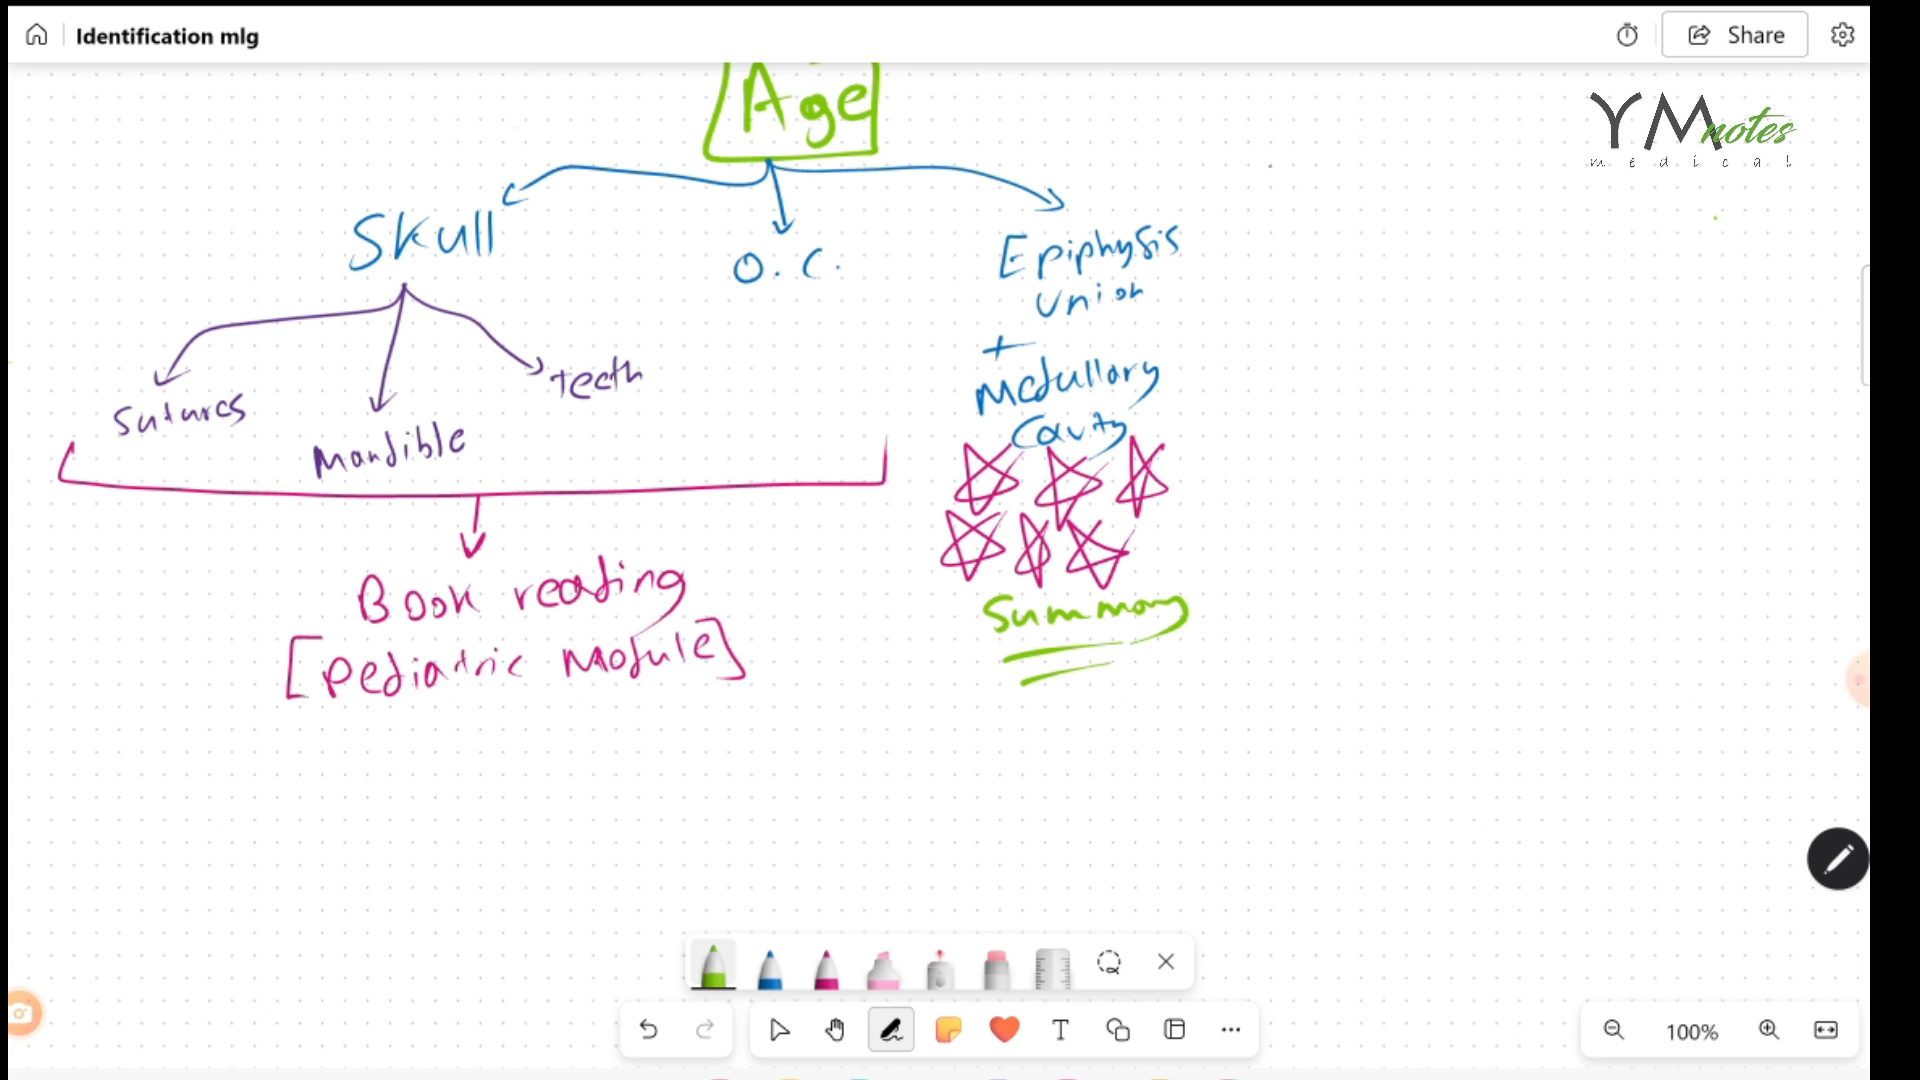 Identification mlg
Share
YM notes
medical
Age
Skull
O.C.
Epiphysis
union
+
Medullary
Cavity
Sutures
Mandible
teeth
Book reading
[Pediatric Module]
Summary
T
100%